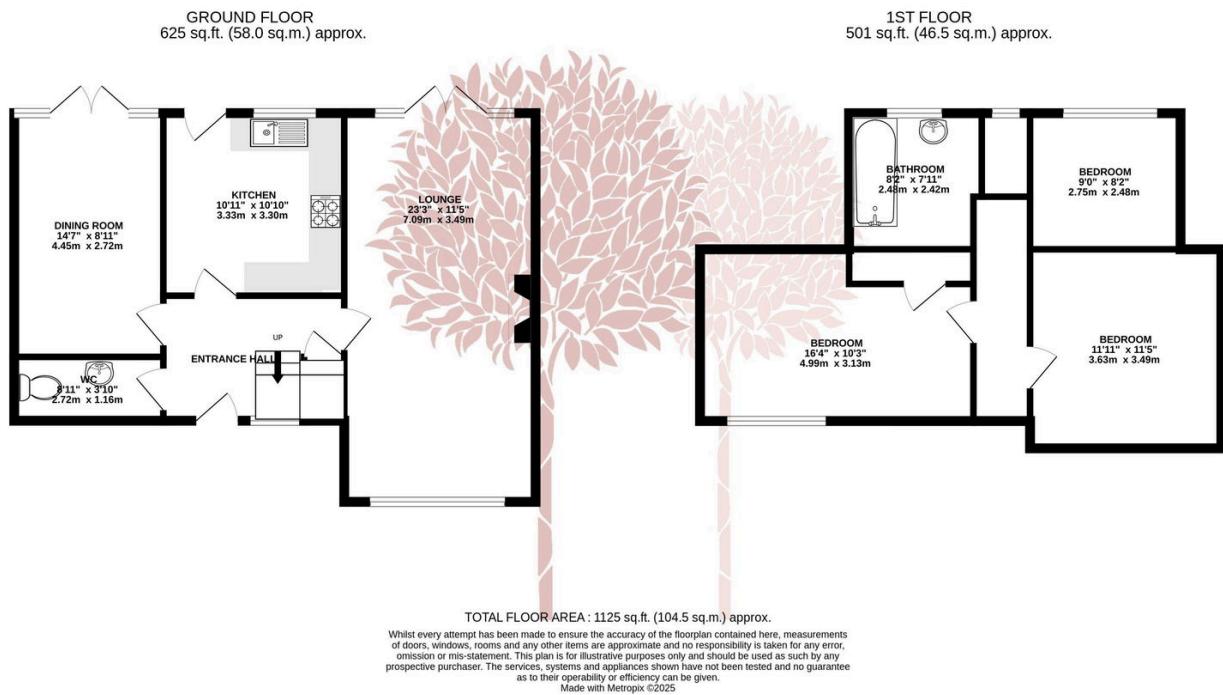 GROUND FLOOR
625 sq.ft. (58.0 sq.m.) approx.
DINING ROOM
14'7" x 8'11"
4.45m x 2.72m
KITCHEN
10'11" x 10'10"
3.33m x 3.30m
LOUNGE
23'3" x 11'5"
7.09m x 3.49m
UP
ENTRANCE HALL
WC
8'11" x 3'10"
2.72m x 1.16m
1ST FLOOR
501 sq.ft. (46.5 sq.m.) approx.
BATHROOM
8'2" x 7'11"
2.48m x 2.42m
BEDROOM
9'0" x 8'2"
2.75m x 2.48m
BEDROOM
16'4" x 10'3"
4.99m x 3.13m
BEDROOM
11'11" x 11'5"
3.63m x 3.49m
TOTAL FLOOR AREA : 1125 sq.ft. (104.5 sq.m.) approx.
Whilst every attempt has been made to ensure the accuracy of the floorplan contained here, measurements
of doors, windows, rooms and any other items are approximate and no responsibility is taken for any error,
omission or mis-statement. This plan is for illustrative purposes only and should be used as such by any
prospective purchaser. The services, systems and appliances shown have not been tested and no guarantee
as to their operability or efficiency can be given.
Made with Metropix ©2025